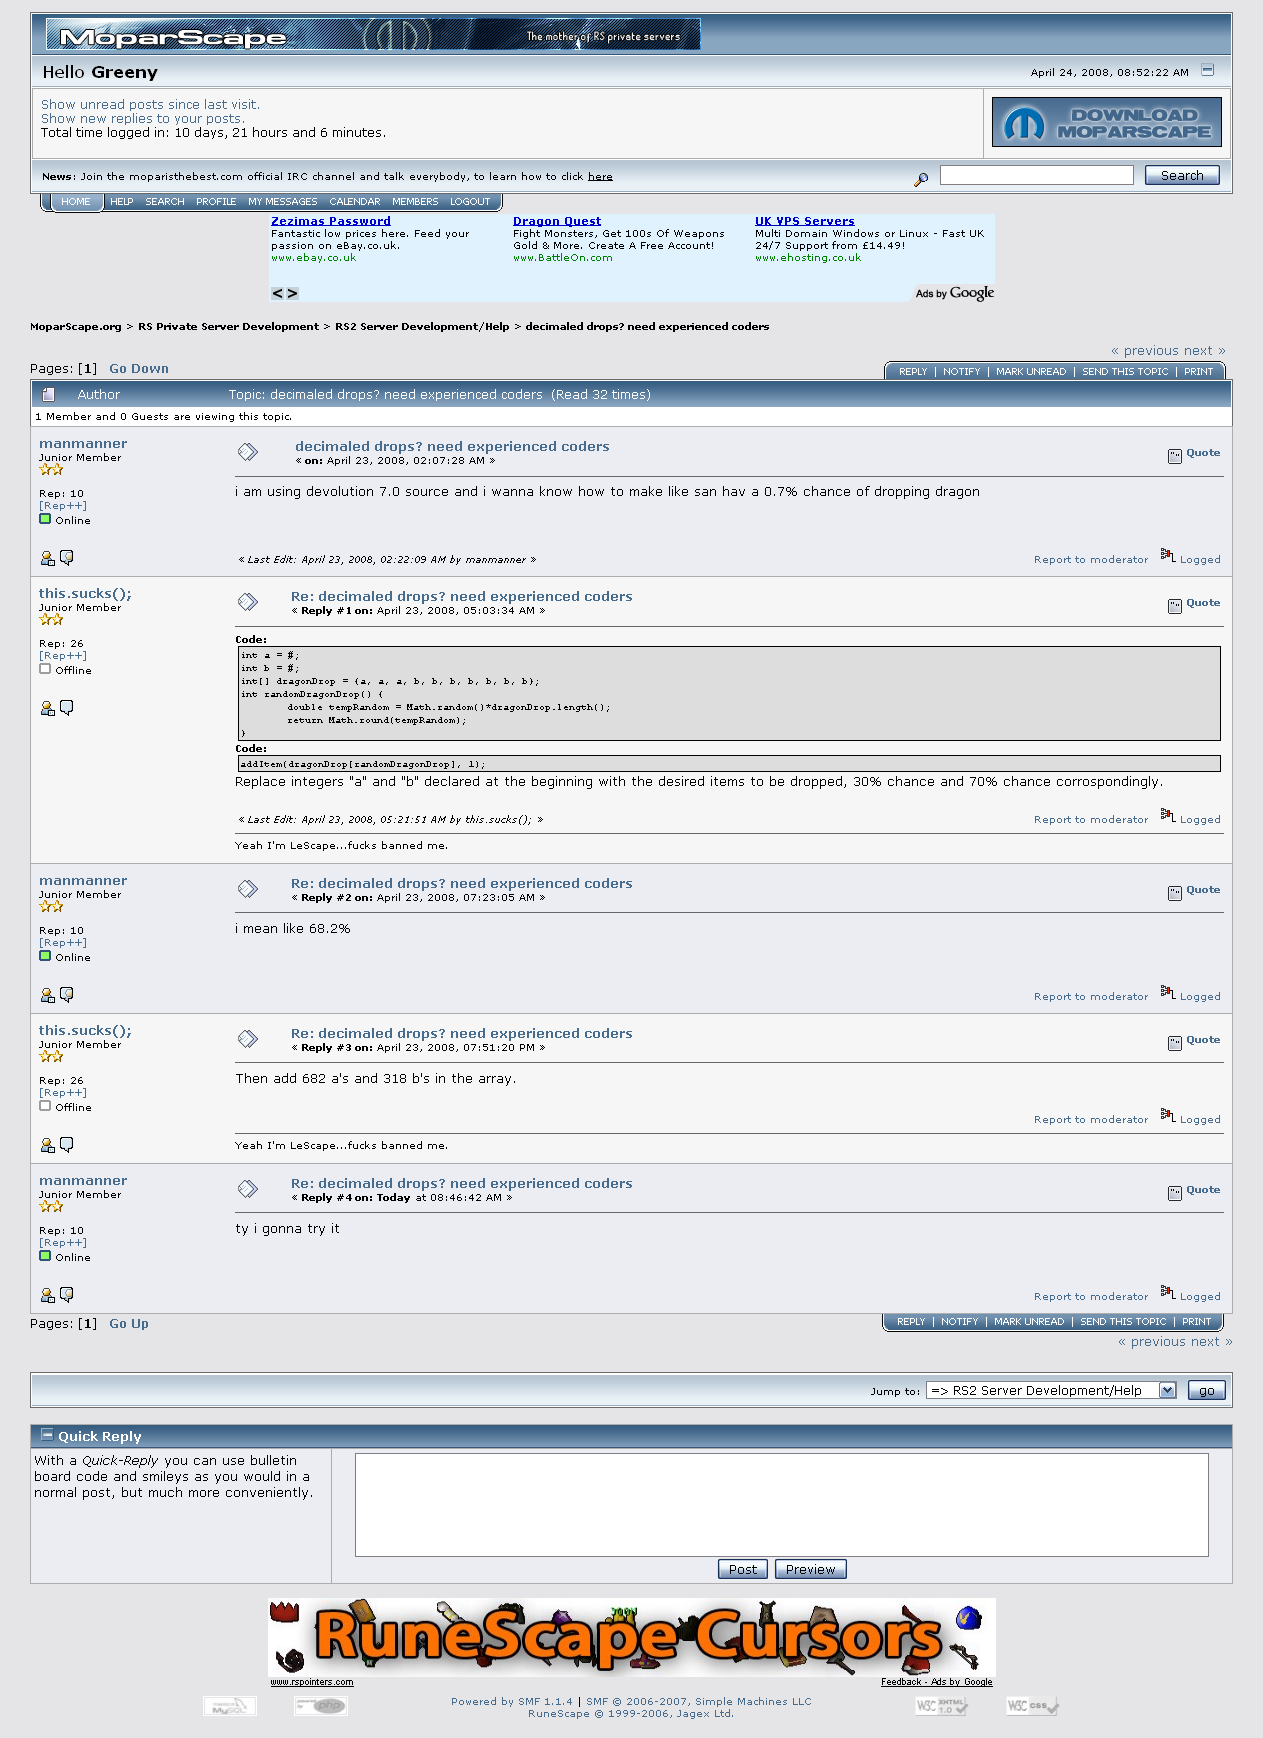 MoparScape
The mother of RS private servers
Hello Greeny
April 24, 2008, 08:52:22 AM
Show unread posts since last visit.
Show new replies to your posts.
Total time logged in: 10 days, 21 hours and 6 minutes.
DOWNLOAD
MOPARSCAPE
News: Join the moparisthebest.com official IRC channel and talk everybody, to learn how to click here
Search
HOME HELP SEARCH PROFILE MY MESSAGES CALENDAR MEMBERS LOGOUT
Zezimas Password
Fantastic low prices here. Feed your
passion on eBay.co.uk.
www.ebay.co.uk
Dragon Quest
Fight Monsters, Get 100s Of Weapons
Gold & More. Create A Free Account!
www.BattleOn.com
UK VPS Servers
Multi Domain Windows or Linux - Fast UK
24/7 Support from £14.49!
www.ehosting.co.uk
< >
Ads by Google
MoparScape.org > RS Private Server Development > RS2 Server Development/Help > decimaled drops? need experienced coders
« previous next »
Pages: [1] Go Down
REPLY | NOTIFY | MARK UNREAD | SEND THIS TOPIC | PRINT
Author Topic: decimaled drops? need experienced coders (Read 32 times)
1 Member and 0 Guests are viewing this topic.
manmanner
Junior Member
Rep: 10
[Rep++]
Online
decimaled drops? need experienced coders
« on: April 23, 2008, 02:07:28 AM »
Quote
i am using devolution 7.0 source and i wanna know how to make like san hav a 0.7% chance of dropping dragon
« Last Edit: April 23, 2008, 02:22:09 AM by manmanner »
Report to moderator Logged
this.sucks();
Junior Member
Rep: 26
[Rep++]
Offline
Re: decimaled drops? need experienced coders
« Reply #1 on: April 23, 2008, 05:03:34 AM »
Quote
Code:
int a = #;
int b = #;
int[] dragonDrop = {a, a, a, b, b, b, b, b, b, b};
int randomDragonDrop() {
double tempRandom = Math.random()*dragonDrop.length();
return Math.round(tempRandom);
}
Code:
addItem(dragonDrop[randomDragonDrop], 1);
Replace integers "a" and "b" declared at the beginning with the desired items to be dropped, 30% chance and 70% chance corrospondingly.
« Last Edit: April 23, 2008, 05:21:51 AM by this.sucks(); »
Report to moderator Logged
Yeah I'm LeScape...fucks banned me.
manmanner
Junior Member
Rep: 10
[Rep++]
Online
Re: decimaled drops? need experienced coders
« Reply #2 on: April 23, 2008, 07:23:05 AM »
Quote
i mean like 68.2%
Report to moderator Logged
this.sucks();
Junior Member
Rep: 26
[Rep++]
Offline
Re: decimaled drops? need experienced coders
« Reply #3 on: April 23, 2008, 07:51:20 PM »
Quote
Then add 682 a's and 318 b's in the array.
Report to moderator Logged
Yeah I'm LeScape...fucks banned me.
manmanner
Junior Member
Rep: 10
[Rep++]
Online
Re: decimaled drops? need experienced coders
« Reply #4 on: Today at 08:46:42 AM »
Quote
ty i gonna try it
Report to moderator Logged
Pages: [1] Go Up
REPLY | NOTIFY | MARK UNREAD | SEND THIS TOPIC | PRINT
« previous next »
Jump to: => RS2 Server Development/Help go
Quick Reply
With a Quick-Reply you can use bulletin
board code and smileys as you would in a
normal post, but much more conveniently.
Post Preview
RuneScape Cursors
www.rspointers.com
Feedback - Ads by Google
MySQL
php
Powered by SMF 1.1.4 | SMF © 2006-2007, Simple Machines LLC
RuneScape © 1999-2006, Jagex Ltd.
W3C XHTML 1.0
W3C css